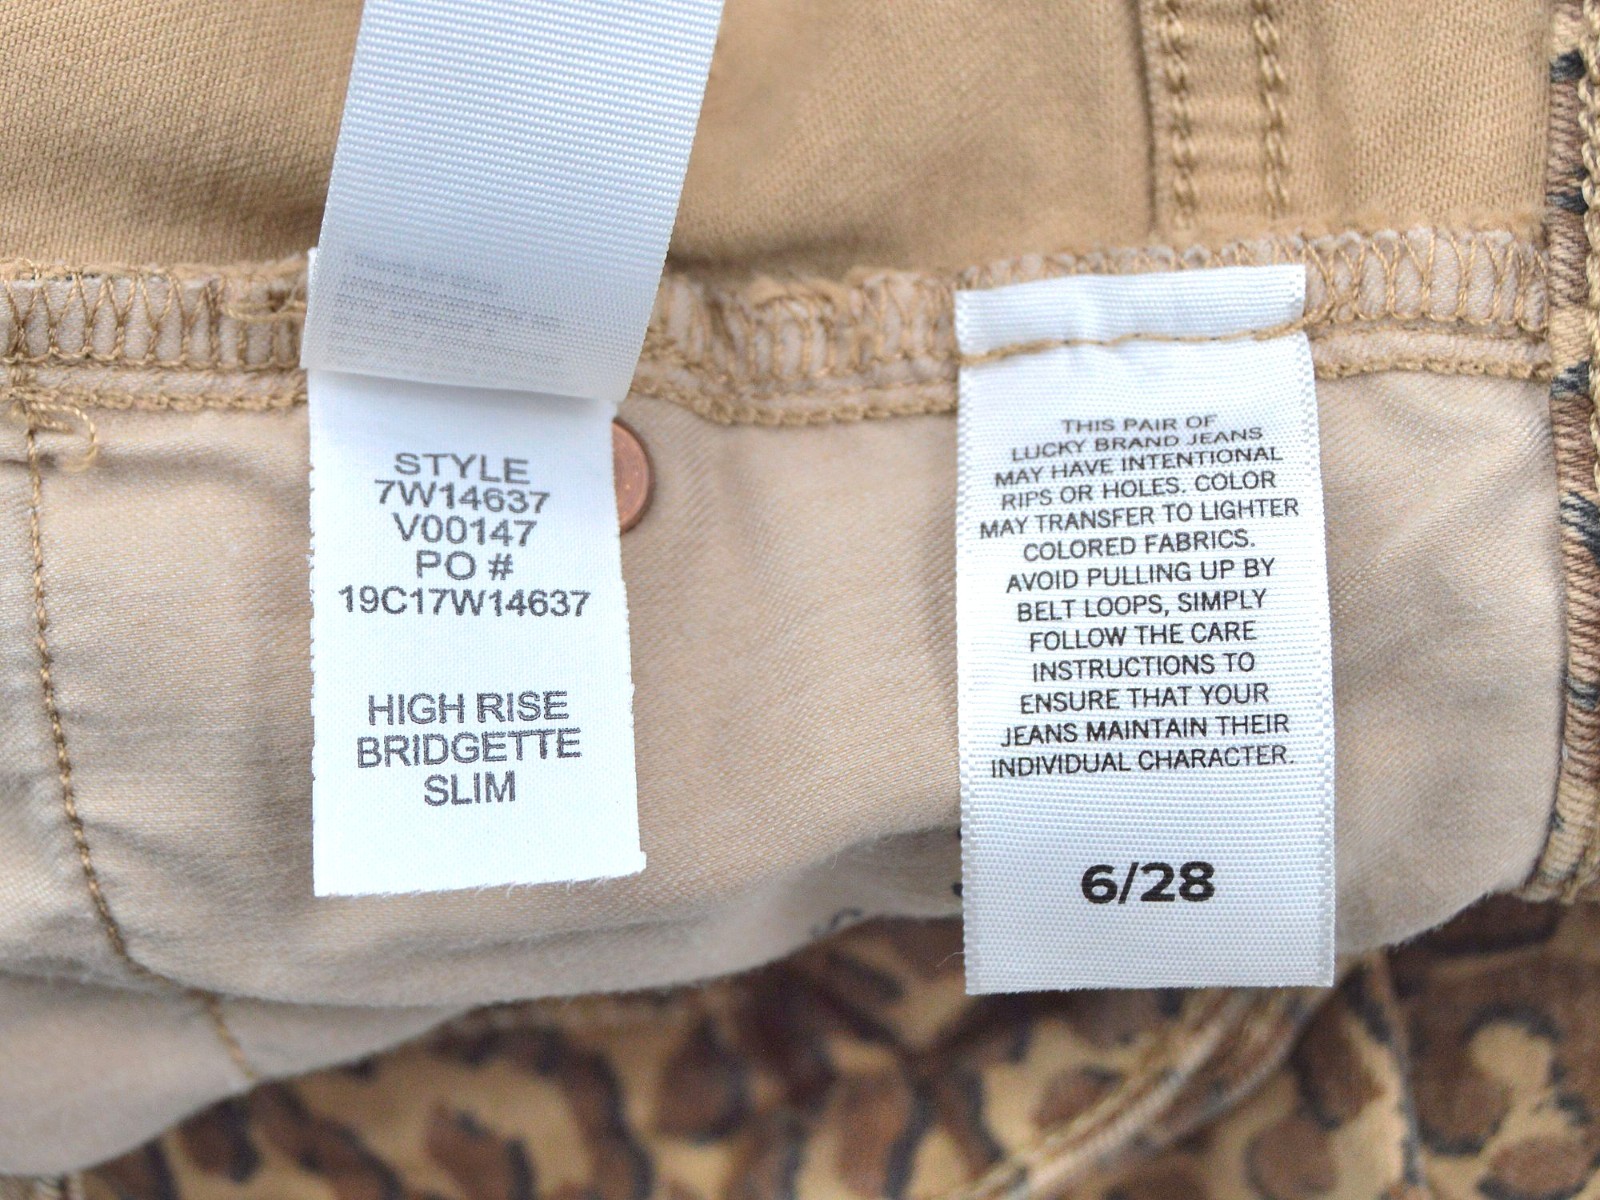 STYLE
7W14637
V00147
PO #
19C17W14637
HIGH RISE
BRIDGETTE
SLIM
THIS PAIR OF
LUCKY BRAND JEANS
MAY HAVE INTENTIONAL
RIPS OR HOLES. COLOR
MAY TRANSFER TO LIGHTER
COLORED FABRICS.
AVOID PULLING UP BY
BELT LOOPS, SIMPLY
FOLLOW THE CARE
INSTRUCTIONS TO
ENSURE THAT YOUR
JEANS MAINTAIN THEIR
INDIVIDUAL CHARACTER.
6/28